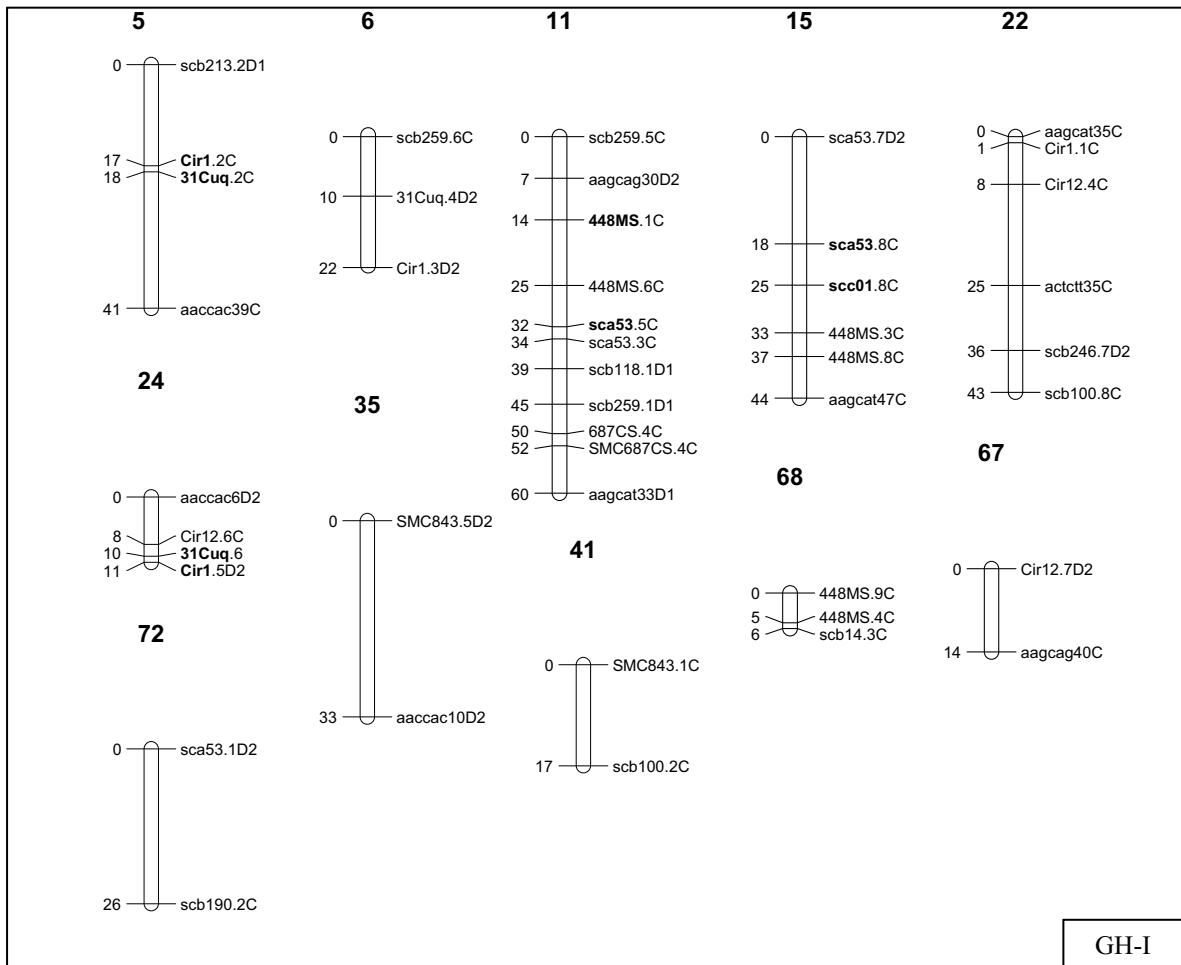 5 6 11 15 22
0 scb213.2D1
17 Cir1.2C
18 31Cuq.2C
41 aaccac39C
24
0 aaccac6D2
8 Cir12.6C
10 31Cuq.6
11 Cir1.5D2
72
0 sca53.1D2
26 scb190.2C
0 scb259.6C
10 31Cuq.4D2
22 Cir1.3D2
35
0 SMC843.5D2
33 aaccac10D2
0 scb259.5C
7 aagcag30D2
14 448MS.1C
25 448MS.6C
32 sca53.5C
34 sca53.3C
39 scb118.1D1
45 scb259.1D1
50 687CS.4C
52 SMC687CS.4C
60 aagcat33D1
41
0 SMC843.1C
17 scb100.2C
0 sca53.7D2
18 sca53.8C
25 scc01.8C
33 448MS.3C
37 448MS.8C
44 aagcat47C
68
0 448MS.9C
5 448MS.4C
6 scb14.3C
0 aagcat35C
1 Cir1.1C
8 Cir12.4C
25 actctt35C
36 scb246.7D2
43 scb100.8C
67
0 Cir12.7D2
14 aagcag40C
GH-I